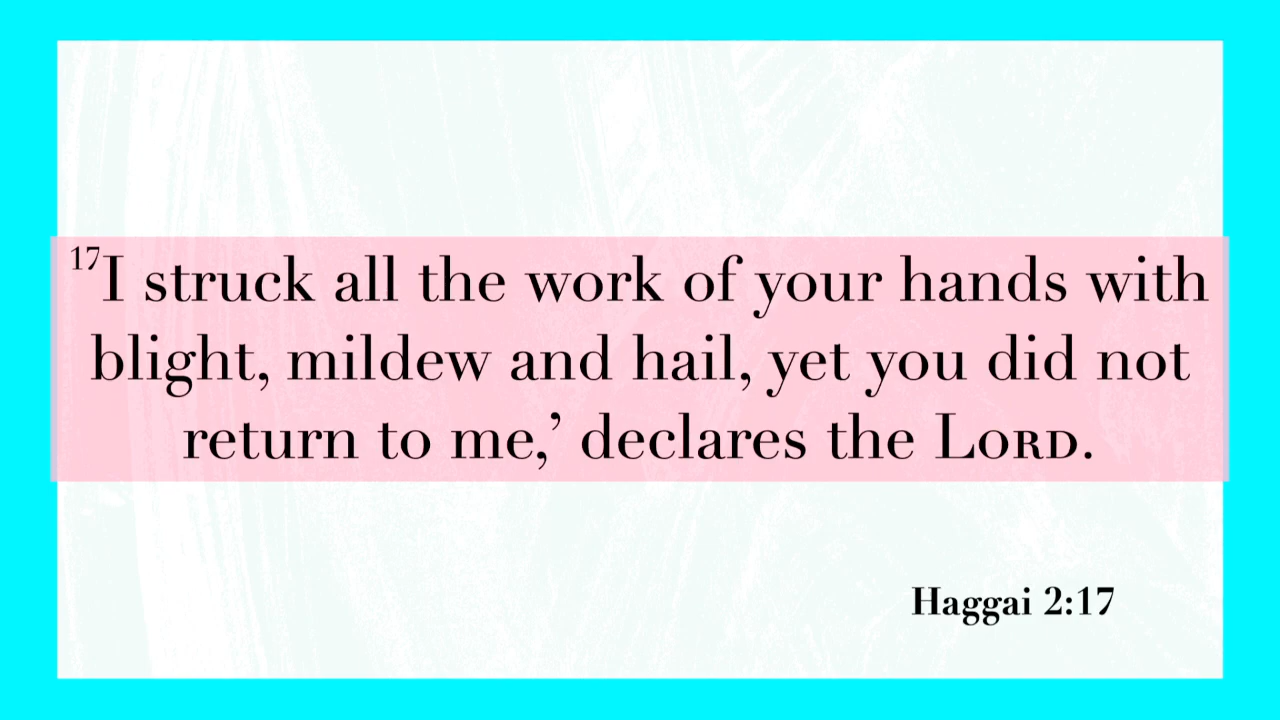 17I struck all the work of your hands with
blight, mildew and hail, yet you did not
return to me,’ declares the LORD.
Haggai 2:17